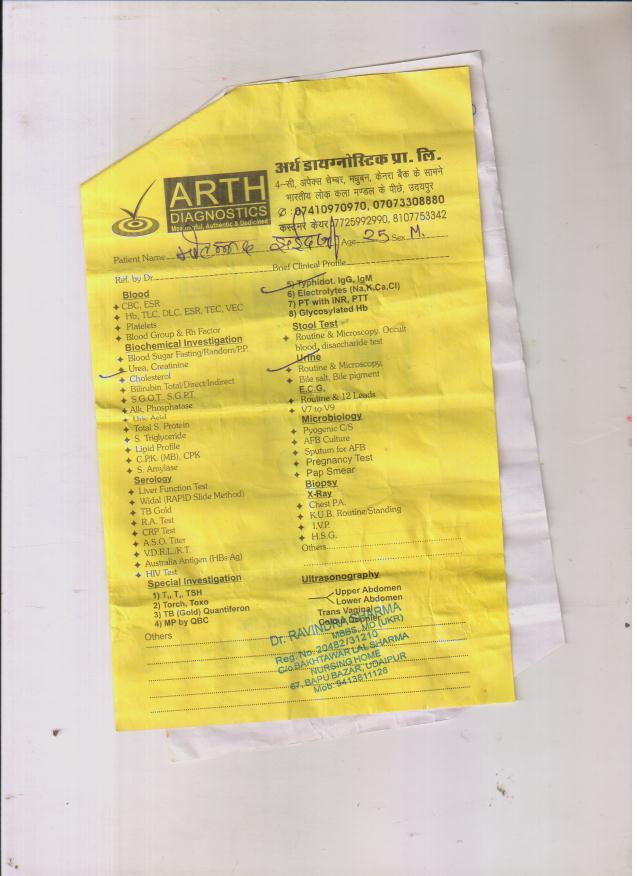 ARTH
DIAGNOSTICS
Meaningful, Authentic & Dedicated
अर्थ डायग्नोस्टिक प्रा. लि.
4-सी, अपेक्स चेम्बर, मधुबन, केनरा बैंक के सामने
भारतीय लोक कला मण्डल के पीछे, उदयपुर
✆ : 07410970970, 07073308880
कस्टमर केयर 7725992990, 8107753342
Patient Name Age 25 Sex M.
Ref. by Dr. Brief Clinical Profile
Blood
CBC, ESR
Hb, TLC, DLC, ESR, TEC, VEC
Platelets
Blood Group & Rh Factor
Biochemical Investigation
Blood Sugar Fasting/Random/P.P.
Urea, Creatinine
Cholesterol
Bilirubin Total/Direct/Indirect
S.G.O.T. S.G.P.T.
Alk. Phosphatase
Uric Acid
Total S. Protein
S. Triglyceride
Lipid Profile
C.P.K. (MB), CPK
S. Amylase
Serology
Liver Function Test
Widal (RAPID Slide Method)
TB Gold
R.A. Test
CRP Test
A.S.O. Titer
V.D.R.L./K.T.
Australia Antigen (HBs Ag)
HIV Test
Special Investigation
1) T₃, T₄, TSH
2) Torch, Toxo
3) TB (Gold) Quantiferon
4) MP by QBC
Others
5) Typhidot. IgG, IgM
6) Electrolytes (Na,K,Ca,Cl)
7) PT with INR, PTT
8) Glycosylated Hb
Stool Test
Routine & Microscopy, Occult
blood, disaccharide test
Urine
Routine & Microscopy,
Bile salt, Bile pigment
E.C.G.
Routine & 12 Leads
V7 to V9
Microbiology
Pyogenic C/S
AFB Culture
Sputum for AFB
Pregnancy Test
Pap Smear
Biopsy
X-Ray
Chest P.A.
K.U.B. Routine/Standing
I.V.P.
H.S.G.
Others
Ultrasonography
Upper Abdomen
Lower Abdomen
Trans Vaginal
Colour Doppler
Dr. RAVINDRA SHARMA
MBBS, MD (UKR)
Reg. No. 20482/31210
C/o. BAKHTAWAR LAL SHARMA
NURSING HOME
67, BAPU BAZAR, UDAIPUR
Mob: 9413811126